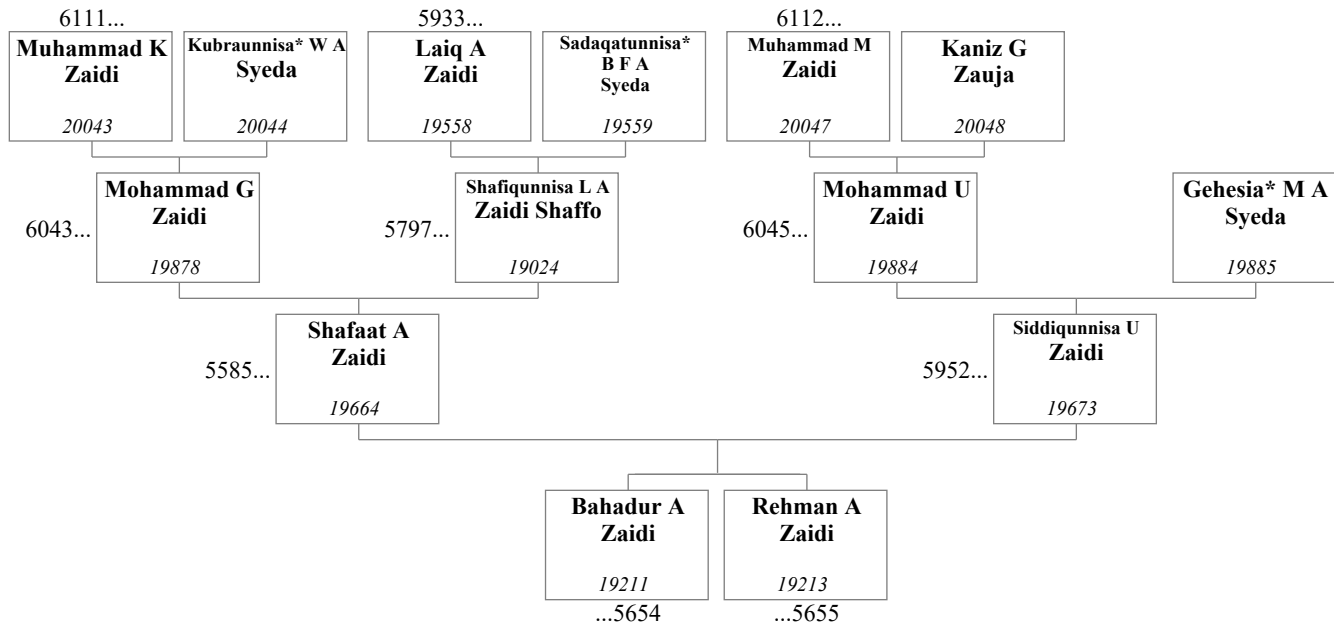 6111...
5933...
6112...
Muhammad K
Zaidi
20043
Kubraunnisa* W A
Syeda
20044
Laiq A
Zaidi
19558
Sadaqatunnisa*
B F A
Syeda
19559
Muhammad M
Zaidi
20047
Kaniz G
Zauja
20048
6043...
Mohammad G
Zaidi
19878
5797...
Shafiqunnisa L A
Zaidi Shaffo
19024
6045...
Mohammad U
Zaidi
19884
Gehesia* M A
Syeda
19885
5585...
Shafaat A
Zaidi
19664
5952...
Siddiqunnisa U
Zaidi
19673
Bahadur A
Zaidi
19211
...5654
Rehman A
Zaidi
19213
...5655